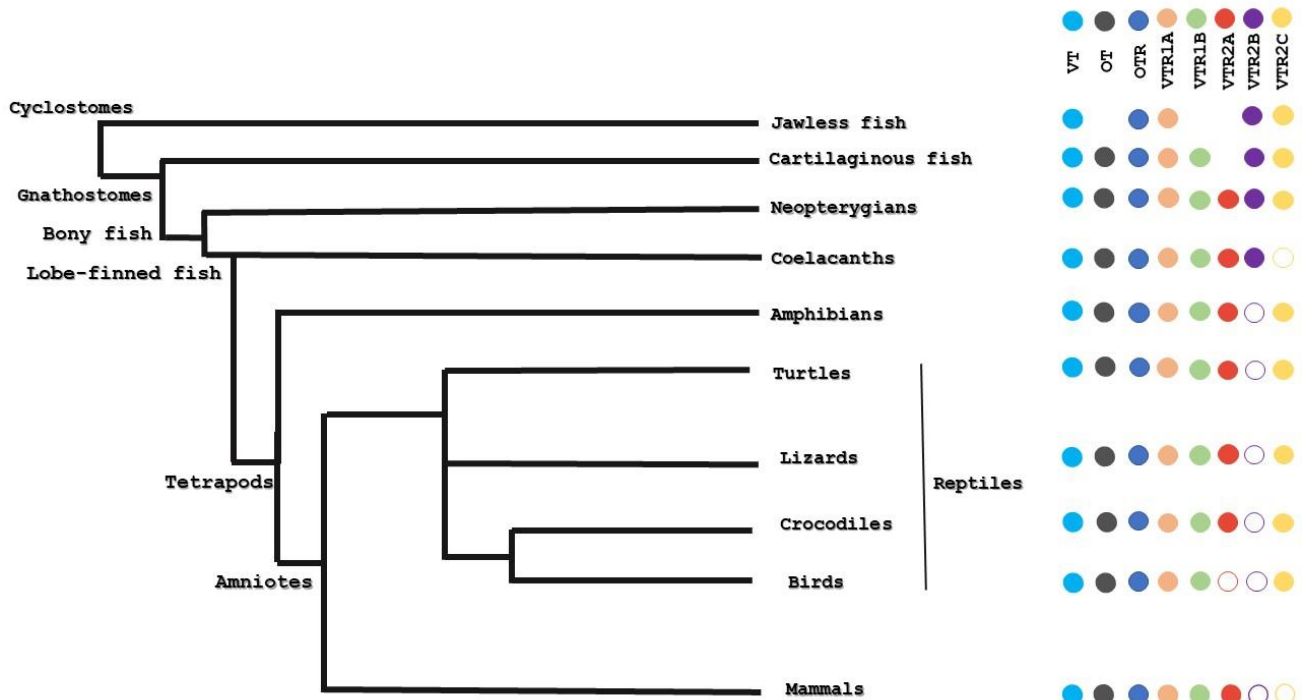 VT
OT
OTR
VTR1A
VTR1B
VTR2A
VTR2B
VTR2C
Cyclostomes
Jawless fish
Cartilaginous fish
Gnathostomes
Neopterygians
Bony fish
Coelacanths
Lobe-finned fish
Amphibians
Turtles
Lizards
Reptiles
Tetrapods
Crocodiles
Amniotes
Birds
Mammals